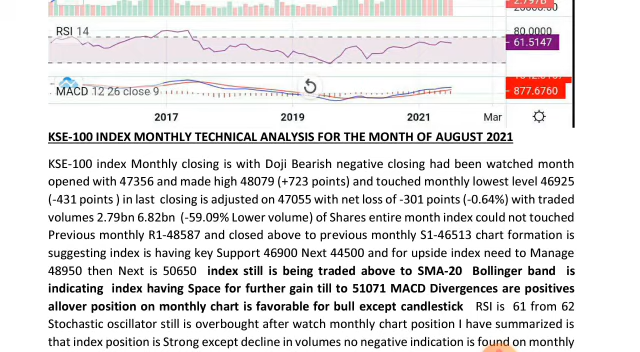 2.7976
20000.00
RSI 14
80.0000
61.5147
MACD 12 26 close 9
877.6760
2017 2019 2021 Mar
KSE-100 INDEX MONTHLY TECHNICAL ANALYSIS FOR THE MONTH OF AUGUST 2021
KSE-100 index Monthly closing is with Doji Bearish negative closing had been watched month
opened with 47356 and made high 48079 (+723 points) and touched monthly lowest level 46925
(-431 points ) in last closing is adjusted on 47055 with net loss of -301 points (-0.64%) with traded
volumes 2.79bn 6.82bn (-59.09% Lower volume) of Shares entire month index could not touched
Previous monthly R1-48587 and closed above to previous monthly S1-46513 chart formation is
suggesting index is having key Support 46900 Next 44500 and for upside index need to Manage
48950 then Next is 50650 index still is being traded above to SMA-20 Bollinger band is
indicating index having Space for further gain till to 51071 MACD Divergences are positives
allover position on monthly chart is favorable for bull except candlestick RSI is 61 from 62
Stochastic oscillator still is overbought after watch monthly chart position I have summarized is
that index position is Strong except decline in volumes no negative indication is found on monthly